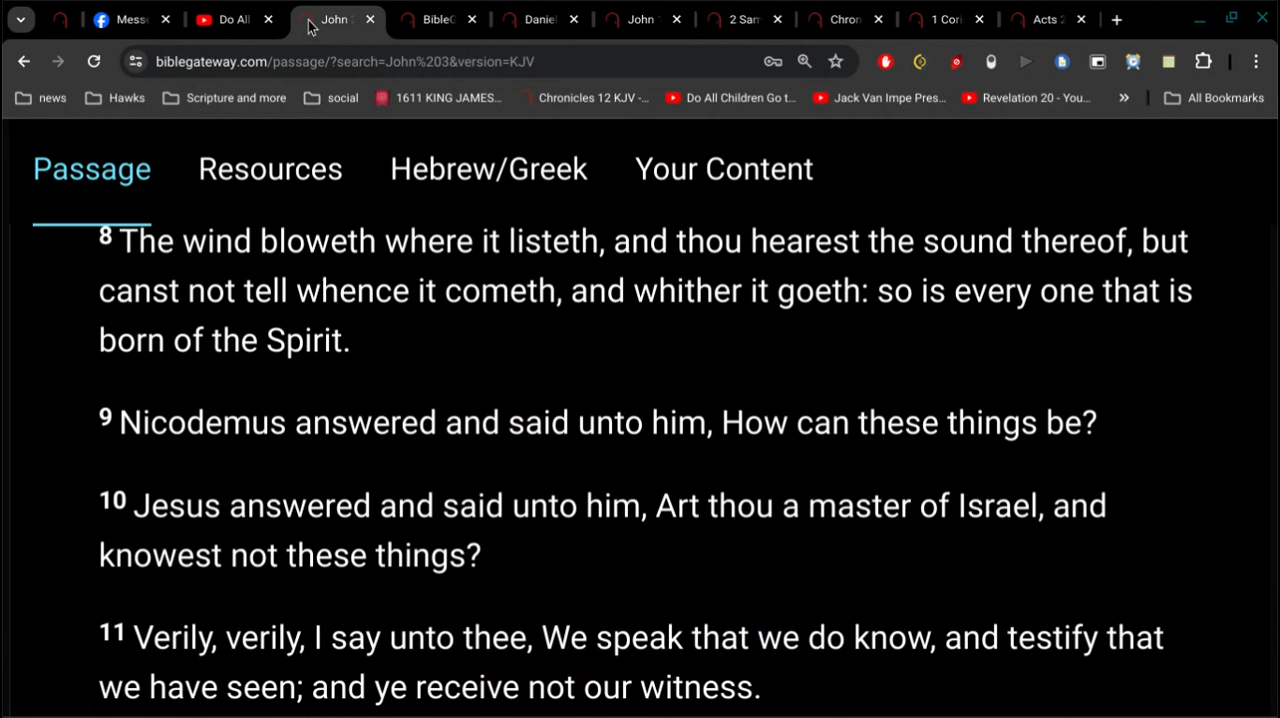 Mess Do All John BibleG Daniel John 2 Sam Chron 1 Cori Acts 2
biblegateway.com/passage/?search=John%203&version=KJV
news Hawks Scripture and more social 1611 KING JAMES... Chronicles 12 KJV -... Do All Children Go t... Jack Van Impe Pres... Revelation 20 - You... » All Bookmarks
Passage Resources Hebrew/Greek Your Content
8 The wind bloweth where it listeth, and thou hearest the sound thereof, but
canst not tell whence it cometh, and whither it goeth: so is every one that is
born of the Spirit.
9 Nicodemus answered and said unto him, How can these things be?
10 Jesus answered and said unto him, Art thou a master of Israel, and
knowest not these things?
11 Verily, verily, I say unto thee, We speak that we do know, and testify that
we have seen; and ye receive not our witness.